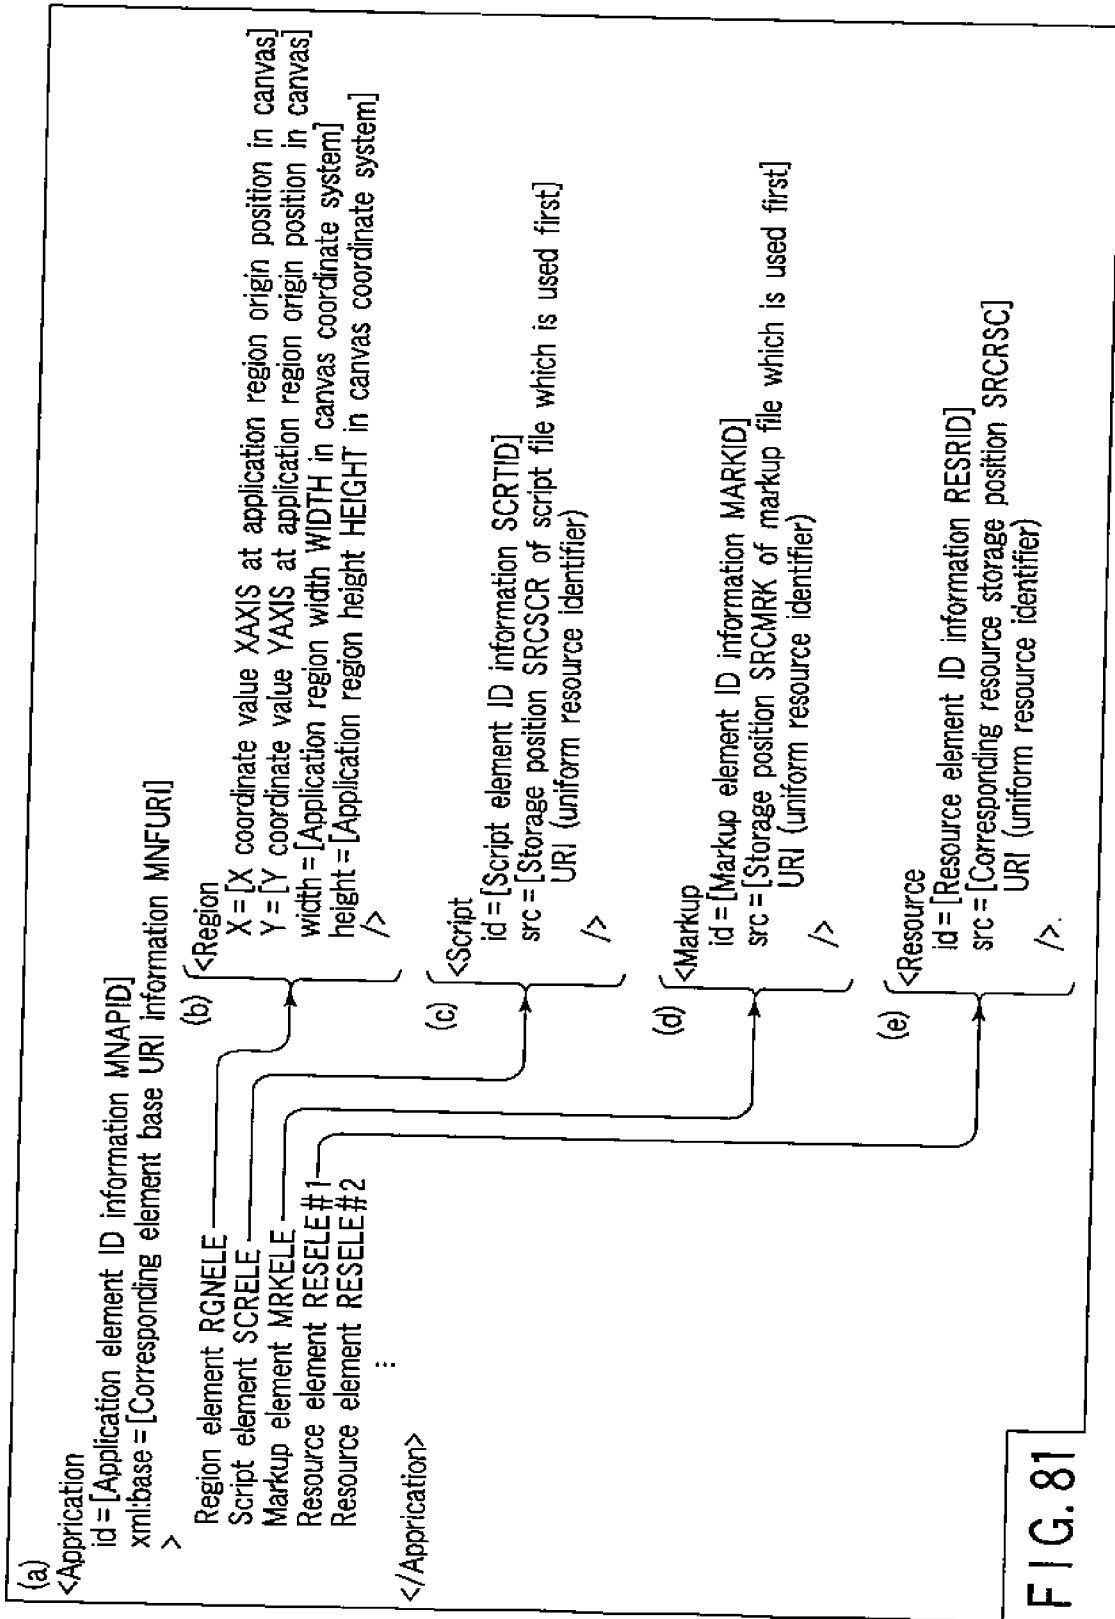 (a)
<Apprication
id = [Application element ID information MNAPID]
xml:base = [Corresponding element base URI information MNFURI]
>
Region element RGNELE
Script element SCRELE
Markup element MRKELE
Resource element RESELE#1
Resource element RESELE#2
⋮
</Apprication>
(b)
<Region
X = [X coordinate value XAXIS at application region origin position in canvas]
Y = [Y coordinate value YAXIS at application region origin position in canvas]
width = [Application region width WIDTH in canvas coordinate system]
height = [Application region height HEIGHT in canvas coordinate system]
/>
(c)
<Script
id = [Script element ID information SCRTID]
src = [Storage position SRCSCR of script file which is used first]
URI (uniform resource identifier)
/>
(d)
<Markup
id = [Markup element ID information MARKID]
src = [Storage position SRCMRK of markup file which is used first]
URI (uniform resource identifier)
/>
(e)
<Resource
id = [Resource element ID information RESRID]
src = [Corresponding resource storage position SRCRSC]
URI (uniform resource identifier)
/>.
FIG. 81